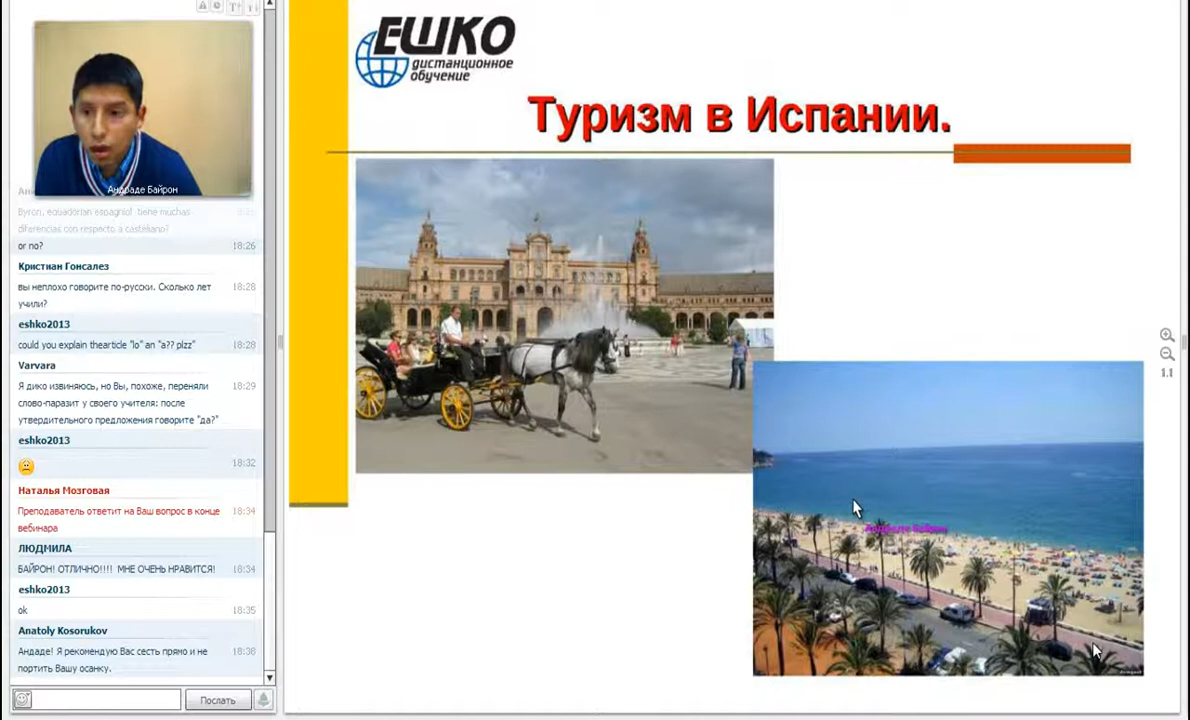 Андраде Байрон
Byron, equadorian espagnol tiene muchas
diferencias con respecto a casteliano?
or no?
18:26
Кристиан Гонсалез
вы неплохо говорите по-русски. Сколько лет
18:28
учили?
eshko2013
could you explain thearticle "lo" an "a?? plzz"
18:28
Varvara
Я дико извиняюсь, но Вы, похоже, переняли
18:29
слово-паразит у своего учителя: после
утвердительного предложения говорите "да?"
eshko2013
18:32
Наталья Мозговая
Преподаватель ответит на Ваш вопрос в конце
18:34
вебинара
ЛЮДМИЛА
БАЙРОН! ОТЛИЧНО!!!! МНЕ ОЧЕНЬ НРАВИТСЯ!
18:34
eshko2013
ok
18:35
Anatoly Kosorukov
Андаде! Я рекомендую Вас сесть прямо и не
18:38
портить Вашу осанку.
Послать
ЕШКО
дистанционное
обучение
Туризм в Испании.
Андраде Байрон
1:1